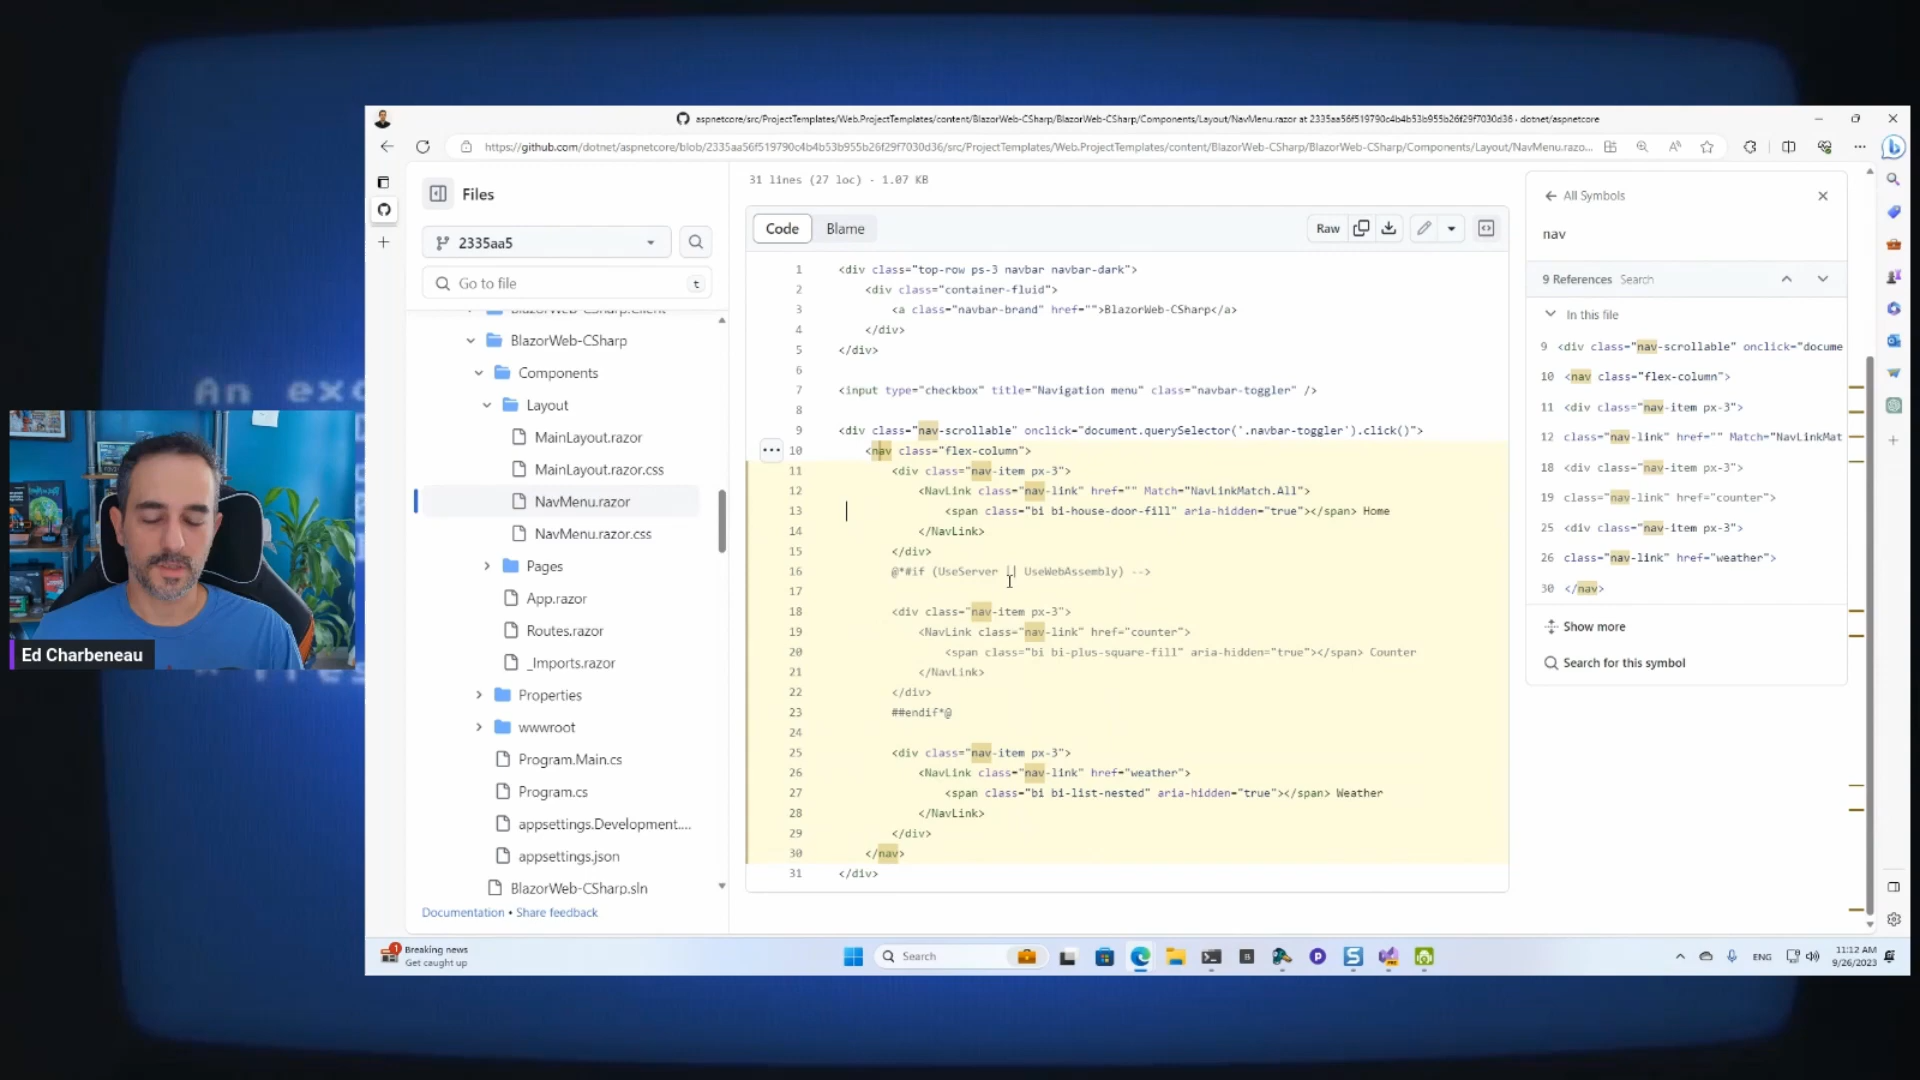 An exc
Ed Charbeneau
aspnetcore/src/ProjectTemplates/Web.ProjectTemplates/content/BlazorWeb-CSharp/BlazorWeb-CSharp/Components/Layout/NavMenu.razor at 2335aa56f519790c4b4b53b955b26f29f7030d36 · dotnet/aspnetcore
https://github.com/dotnet/aspnetcore/blob/2335aa56f519790c4b4b53b955b26f29f7030d36/src/ProjectTemplates/Web.ProjectTemplates/content/BlazorWeb-CSharp/BlazorWeb-CSharp/Components/Layout/NavMenu.razo...
Files
2335aa5
Go to file
t
BlazorWeb-CSharp.Client
BlazorWeb-CSharp
Components
Layout
MainLayout.razor
MainLayout.razor.css
NavMenu.razor
NavMenu.razor.css
Pages
App.razor
Routes.razor
_Imports.razor
Properties
wwwroot
Program.Main.cs
Program.cs
appsettings.Development....
appsettings.json
BlazorWeb-CSharp.sln
Documentation • Share feedback
31 lines (27 loc) · 1.07 KB
Code
Blame
Raw
1 <div class="top-row ps-3 navbar navbar-dark">
2 <div class="container-fluid">
3 <a class="navbar-brand" href="">BlazorWeb-CSharp</a>
4 </div>
5 </div>
6
7 <input type="checkbox" title="Navigation menu" class="navbar-toggler" />
8
9 <div class="nav-scrollable" onclick="document.querySelector('.navbar-toggler').click()">
10 <nav class="flex-column">
11 <div class="nav-item px-3">
12 <NavLink class="nav-link" href="" Match="NavLinkMatch.All">
13 <span class="bi bi-house-door-fill" aria-hidden="true"></span> Home
14 </NavLink>
15 </div>
16 @*#if (UseServer || UseWebAssembly) -->
17
18 <div class="nav-item px-3">
19 <NavLink class="nav-link" href="counter">
20 <span class="bi bi-plus-square-fill" aria-hidden="true"></span> Counter
21 </NavLink>
22 </div>
23 ##endif*@
24
25 <div class="nav-item px-3">
26 <NavLink class="nav-link" href="weather">
27 <span class="bi bi-list-nested" aria-hidden="true"></span> Weather
28 </NavLink>
29 </div>
30 </nav>
31 </div>
All Symbols
nav
9 References Search
In this file
9 <div class="nav-scrollable" onclick="docume
10 <nav class="flex-column">
11 <div class="nav-item px-3">
12 class="nav-link" href="" Match="NavLinkMat
18 <div class="nav-item px-3">
19 class="nav-link" href="counter">
25 <div class="nav-item px-3">
26 class="nav-link" href="weather">
30 </nav>
Show more
Search for this symbol
1
Breaking news
Get caught up
Search
ENG
11:12 AM
9/26/2023